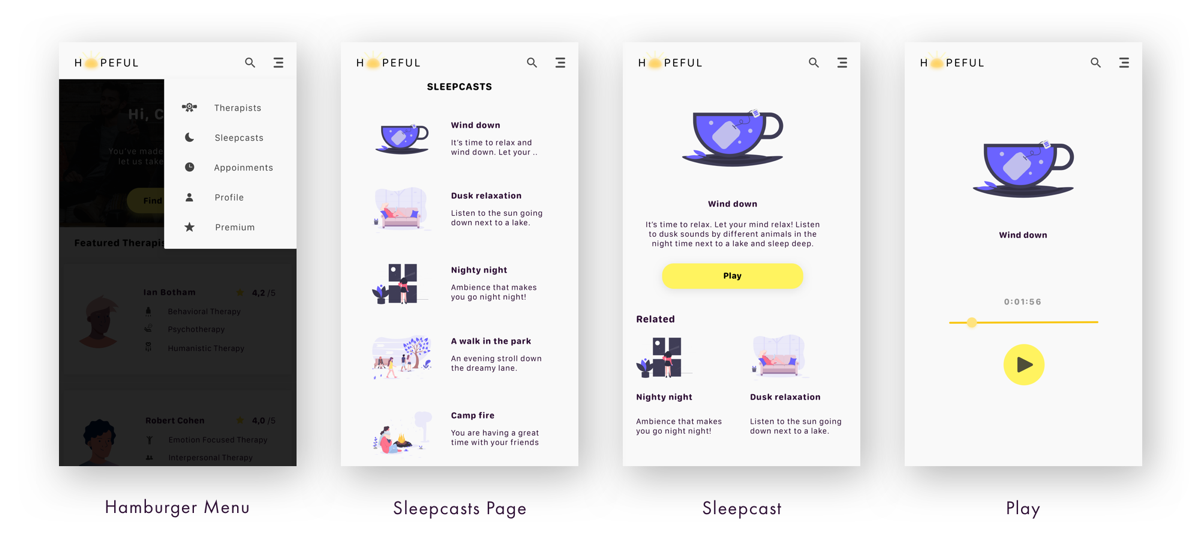 H PEFUL
Hi, C
You've made
let us take
Find
Featured Therapis
Therapists
Sleepcasts
Appoinments
Profile
Premium
Ian Botham
4,2 /5
Behavioral Therapy
Psychotherapy
Humanistic Therapy
Robert Cohen
4,0 /5
Emotion Focused Therapy
Interpersonal Therapy
Hamburger Menu
H PEFUL
SLEEPCASTS
Wind down
It's time to relax and
wind down. Let your ..
Dusk relaxation
Listen to the sun going
down next to a lake.
Nighty night
Ambience that makes
you go night night!
A walk in the park
An evening stroll down
the dreamy lane.
Camp fire
You are having a great
time with your friends
Sleepcasts Page
H PEFUL
Wind down
It's time to relax. Let your mind relax! Listen
to dusk sounds by different animals in the
night time next to a lake and sleep deep.
Play
Related
Nighty night
Ambience that makes
you go night night!
Dusk relaxation
Listen to the sun going
down next to a lake.
Sleepcast
H PEFUL
Wind down
0:01:56
Play